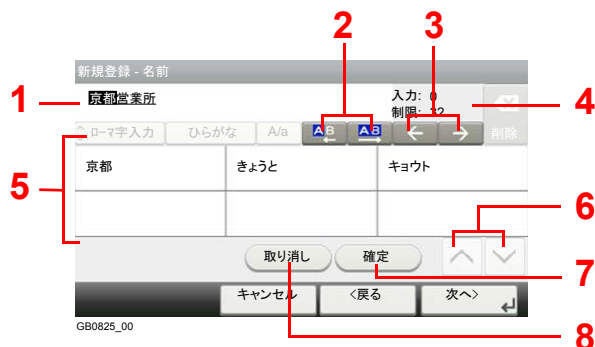 2 3
新規登録 - 名前
1 京都営業所 入力: 0
制限: 32 4
ローマ字入力 ひらがな A/a AB AB ← → 削除
5 京都 きょうと キョウト
6
取り消し 確定
7
キャンセル <戻る 次へ>
8
GB0825_00